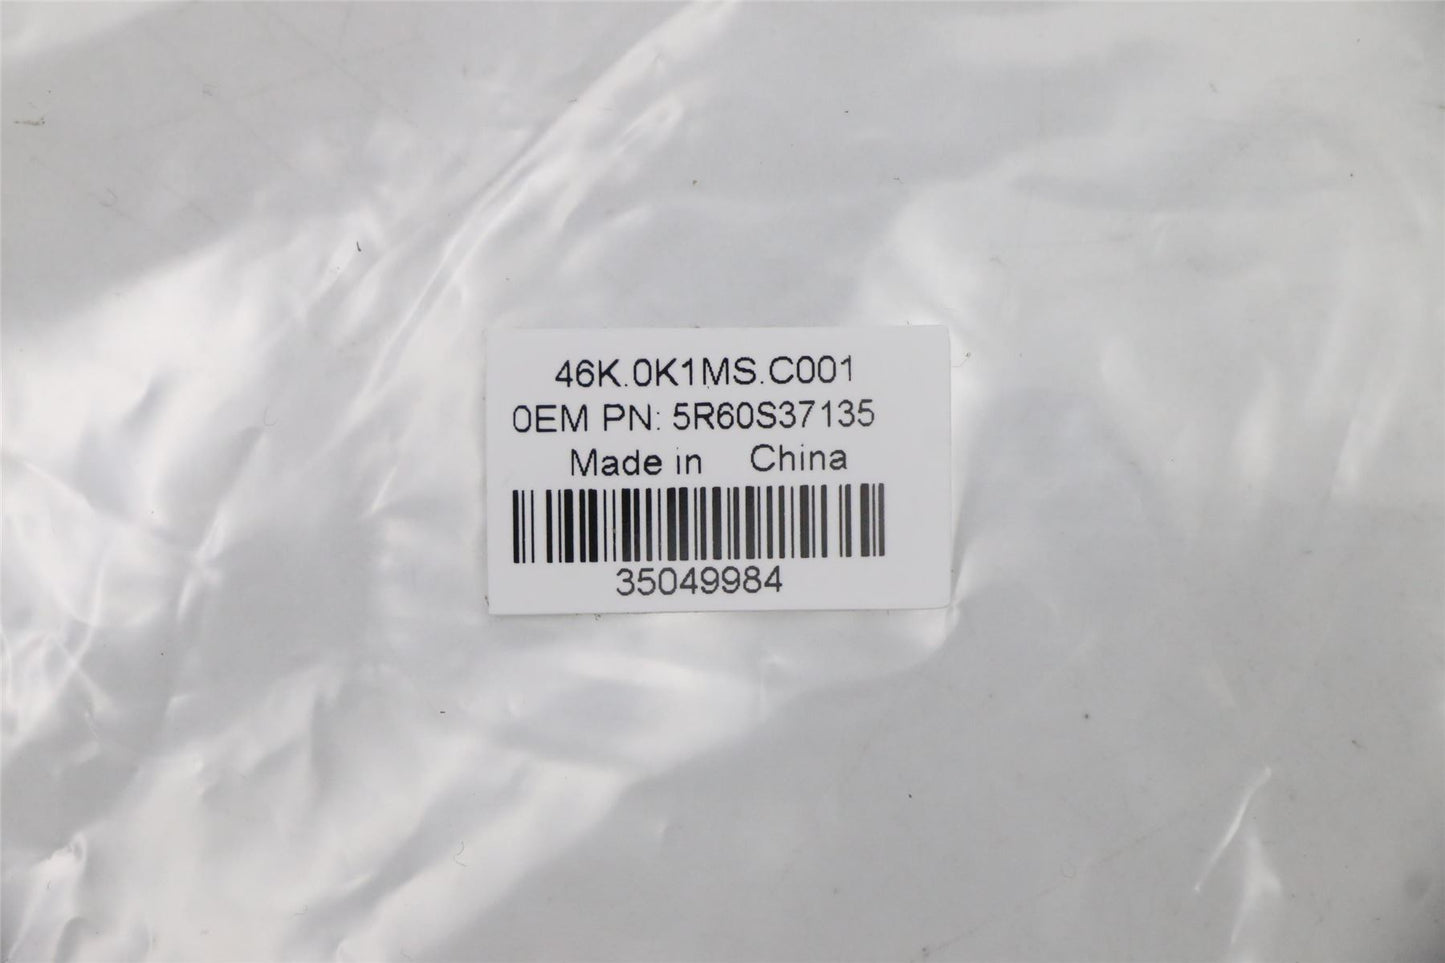 46K.0K1MS.C001
0EM PN: 5R60S37135
Made in China
35049984